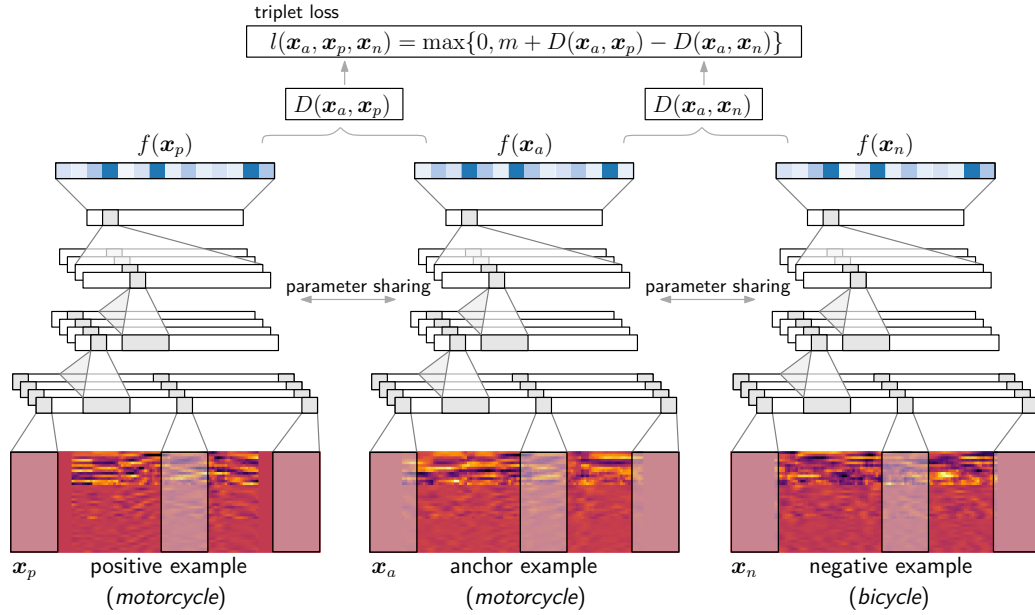 triplet loss
l(x_a, x_p, x_n) = max{0, m + D(x_a, x_p) − D(x_a, x_n)}
D(x_a, x_p) D(x_a, x_n)
f(x_p) f(x_a) f(x_n)
parameter sharing parameter sharing
x_p positive example x_a anchor example x_n negative example
(motorcycle) (motorcycle) (bicycle)